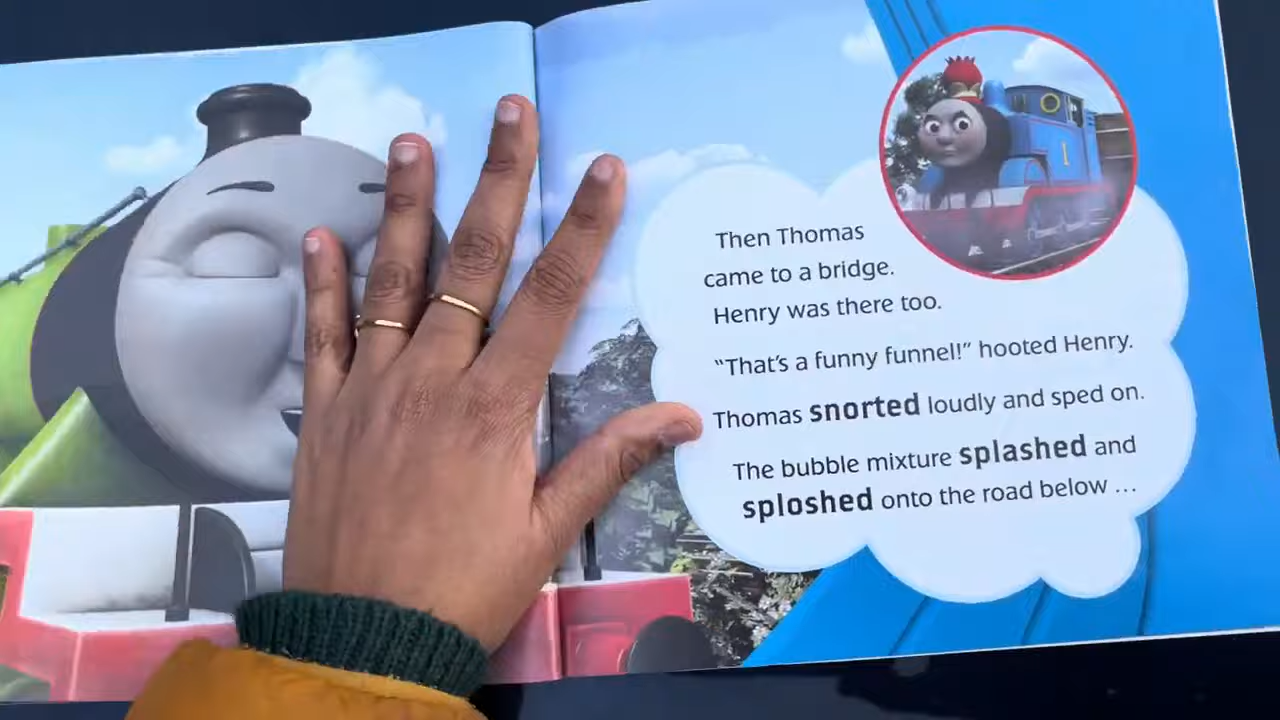 Then Thomas
came to a bridge.
Henry was there too.
“That’s a funny funnel!” hooted Henry.
Thomas snorted loudly and sped on.
The bubble mixture splashed and
sploshed onto the road below ...
1